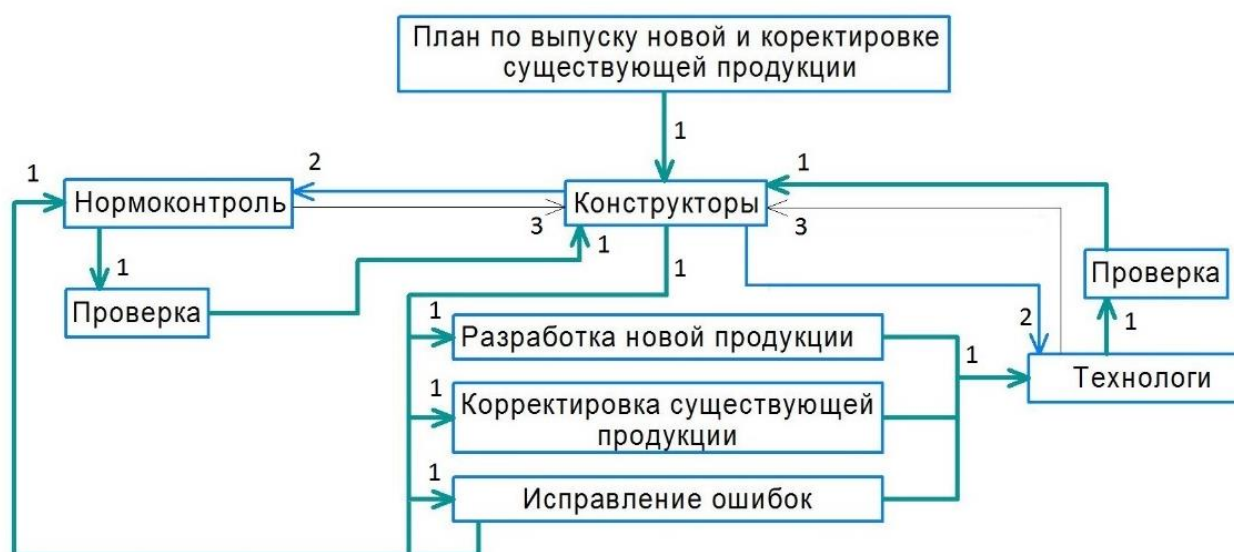 План по выпуску новой и коректировке
существующей продукции
1
1
2
1
Нормоконтроль
Конструкторы
3
1
3
1
1
Проверка
Проверка
1
1
2
Разработка новой продукции
1
Технологи
1
Корректировка существующей
продукции
1
Исправление ошибок